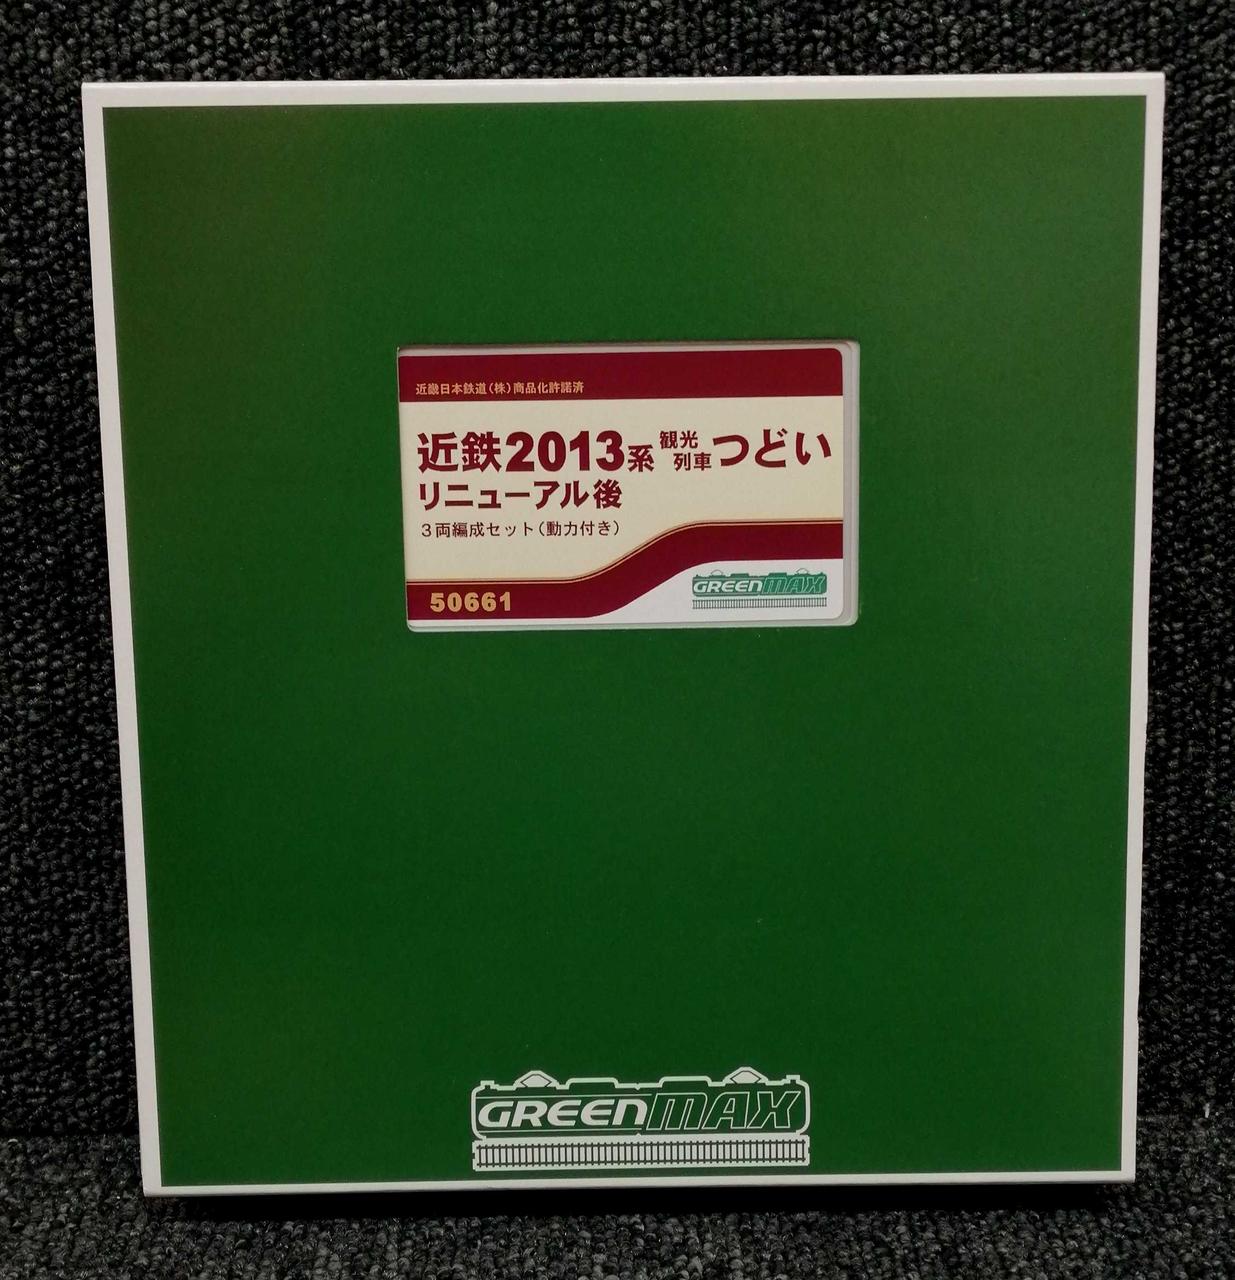 近畿日本鉄道(株)商品化許諾済
近鉄2013系 観光列車 つどい
リニューアル後
3両編成セット(動力付き)
50661
GREENMAX
GREENMAX